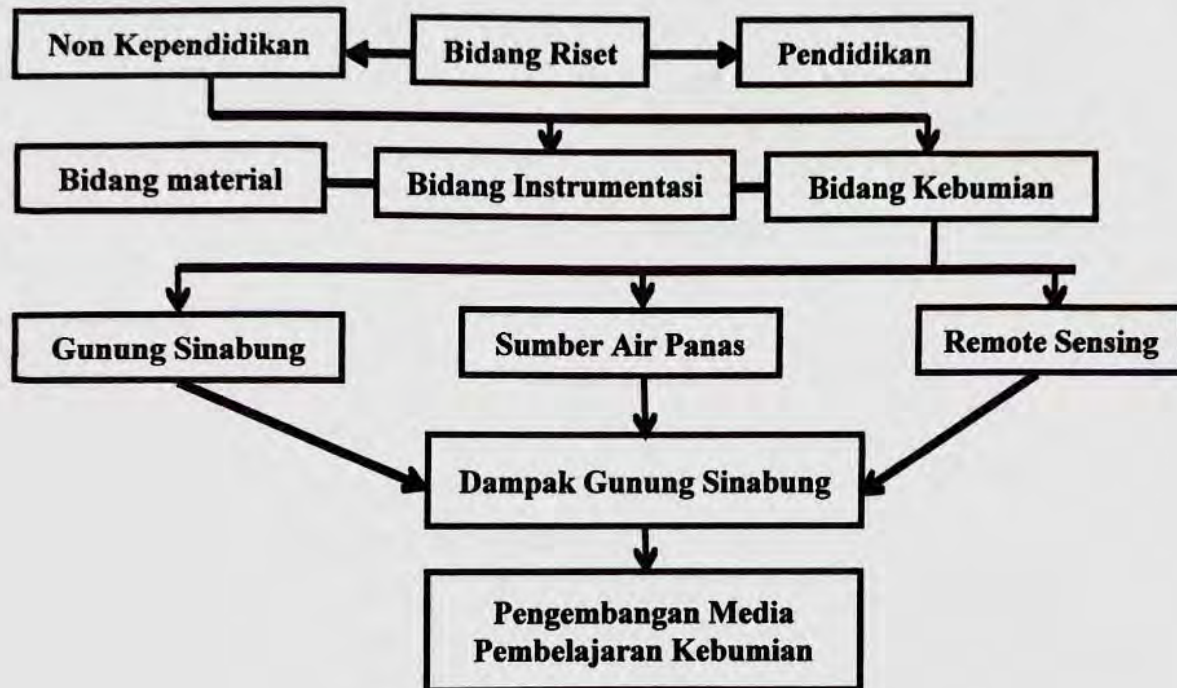 Non Kependidikan
Bidang Riset
Pendidikan
Bidang material
Bidang Instrumentasi
Bidang Kebumian
Gunung Sinabung
Sumber Air Panas
Remote Sensing
Dampak Gunung Sinabung
Pengembangan Media
Pembelajaran Kebumian